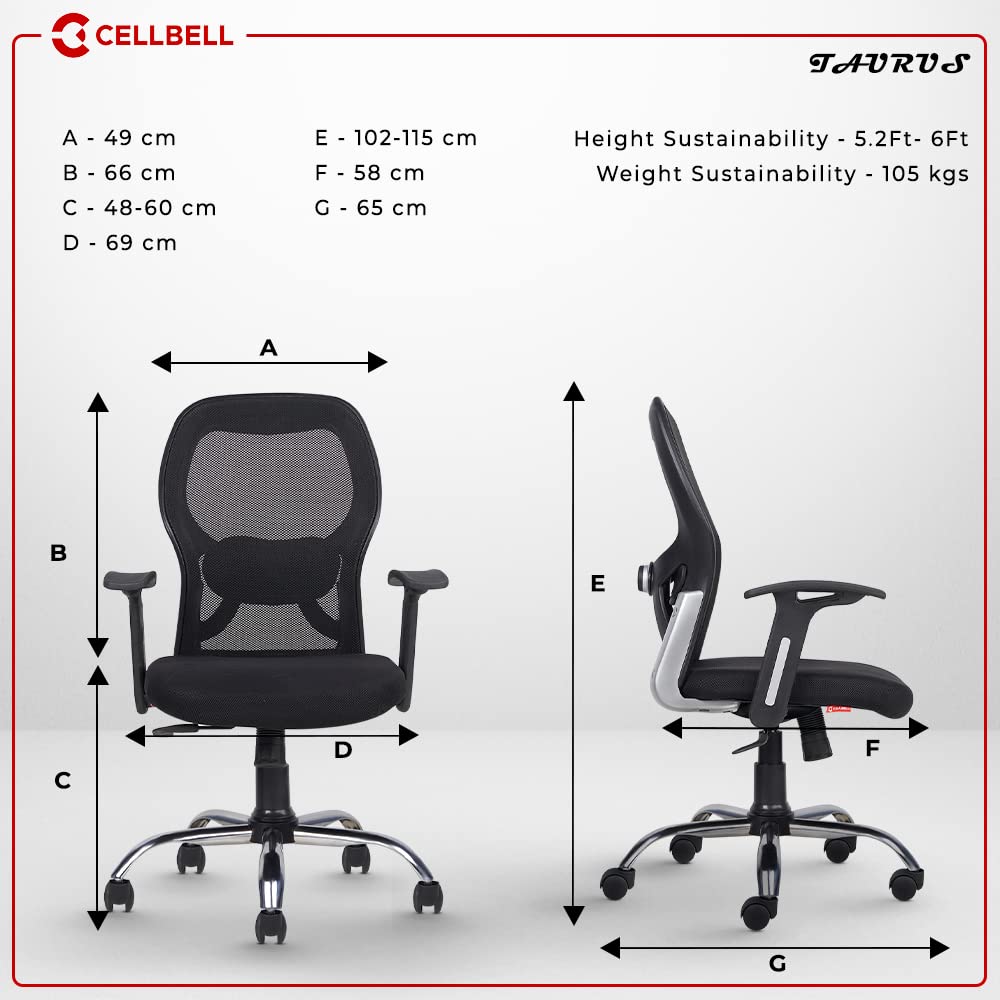 CELLBELL
TAURUS
A - 49 cm
B - 66 cm
C - 48-60 cm
D - 69 cm
E - 102-115 cm
F - 58 cm
G - 65 cm
Height Sustainability - 5.2Ft- 6Ft
Weight Sustainability - 105 kgs
A
B
C
D
E
F
G